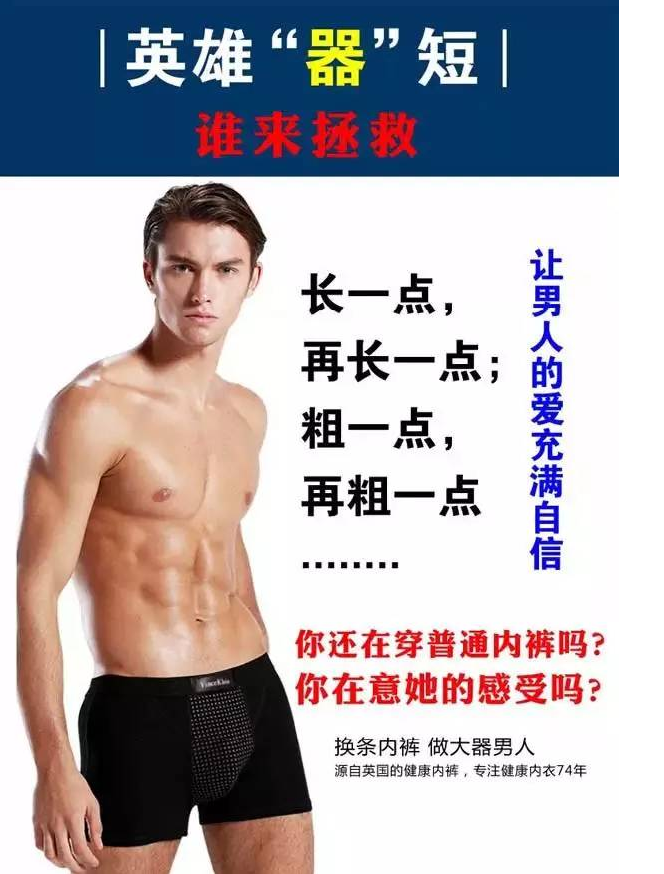 英雄“器”短
谁来拯救
长一点，
再长一点；
粗一点，
再粗一点
........
让男人的爱充满自信
你还在穿普通内裤吗?
你在意她的感受吗?
换条内裤 做大器男人
源自英国的健康内裤，专注健康内衣74年